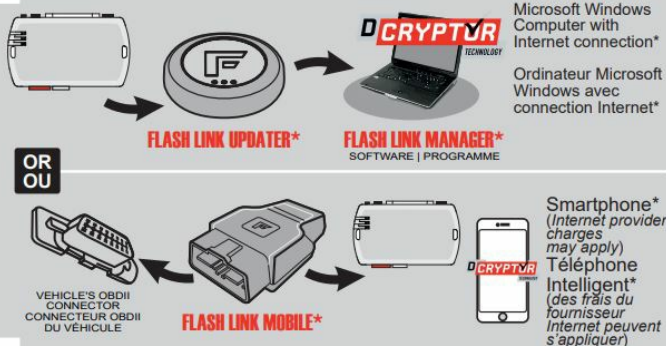 Microsoft Windows
Computer with
Internet connection*
Ordinateur Microsoft
Windows avec
connection Internet*
DCRYPTYR
TECHNOLOGY
FLASH LINK UPDATER*
FLASH LINK MANAGER*
SOFTWARE | PROGRAMME
OR
OU
VEHICLE'S OBDII
CONNECTOR
CONNECTEUR OBDII
DU VÉHICULE
FLASH LINK MOBILE*
DCRYPTYR
Smartphone*
(Internet provider
charges
may apply)
Téléphone
Intelligent*
(des frais du
fournisseur
Internet peuvent
s'appliquer)